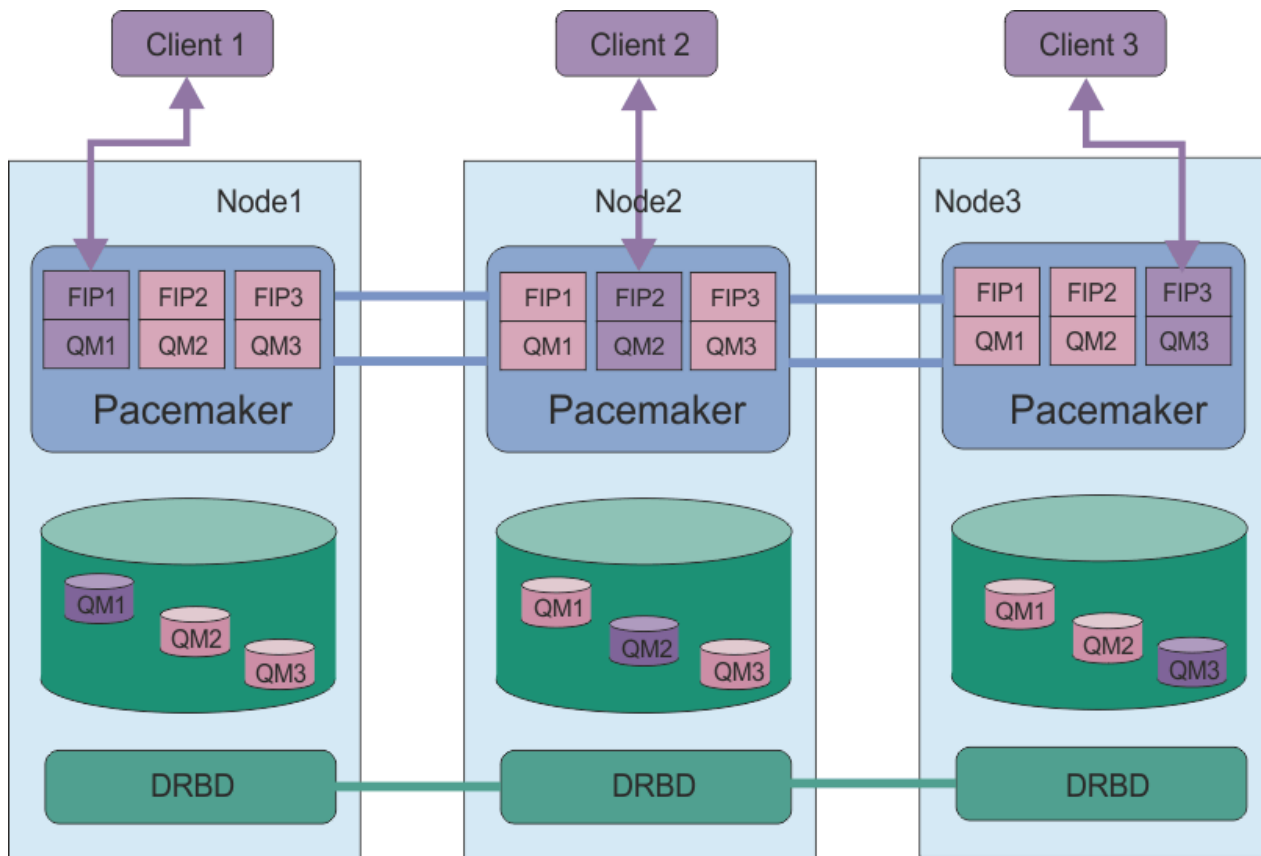 Client 1
Client 2
Client 3
Node1
Node2
Node3
FIP1 FIP2 FIP3
QM1 QM2 QM3
Pacemaker
FIP1 FIP2 FIP3
QM1 QM2 QM3
Pacemaker
FIP1 FIP2 FIP3
QM1 QM2 QM3
Pacemaker
QM1
QM2
QM3
QM1
QM2
QM3
QM1
QM2
QM3
DRBD
DRBD
DRBD